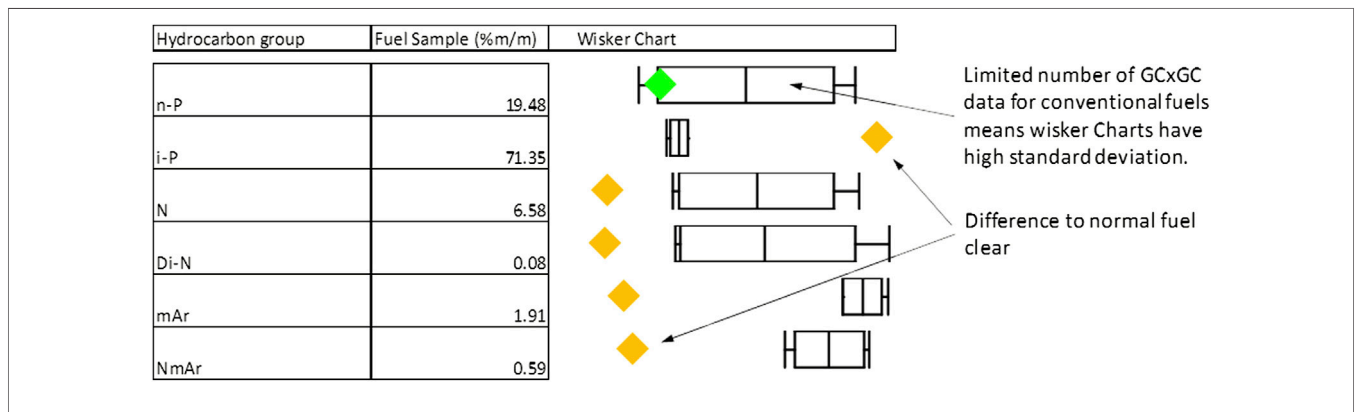 Hydrocarbon group Fuel Sample (%m/m) Wisker Chart
n-P 19.48
i-P 71.35
N 6.58
Di-N 0.08
mAr 1.91
NmAr 0.59
Limited number of GCxGC
data for conventional fuels
means wisker Charts have
high standard deviation.
Difference to normal fuel
clear